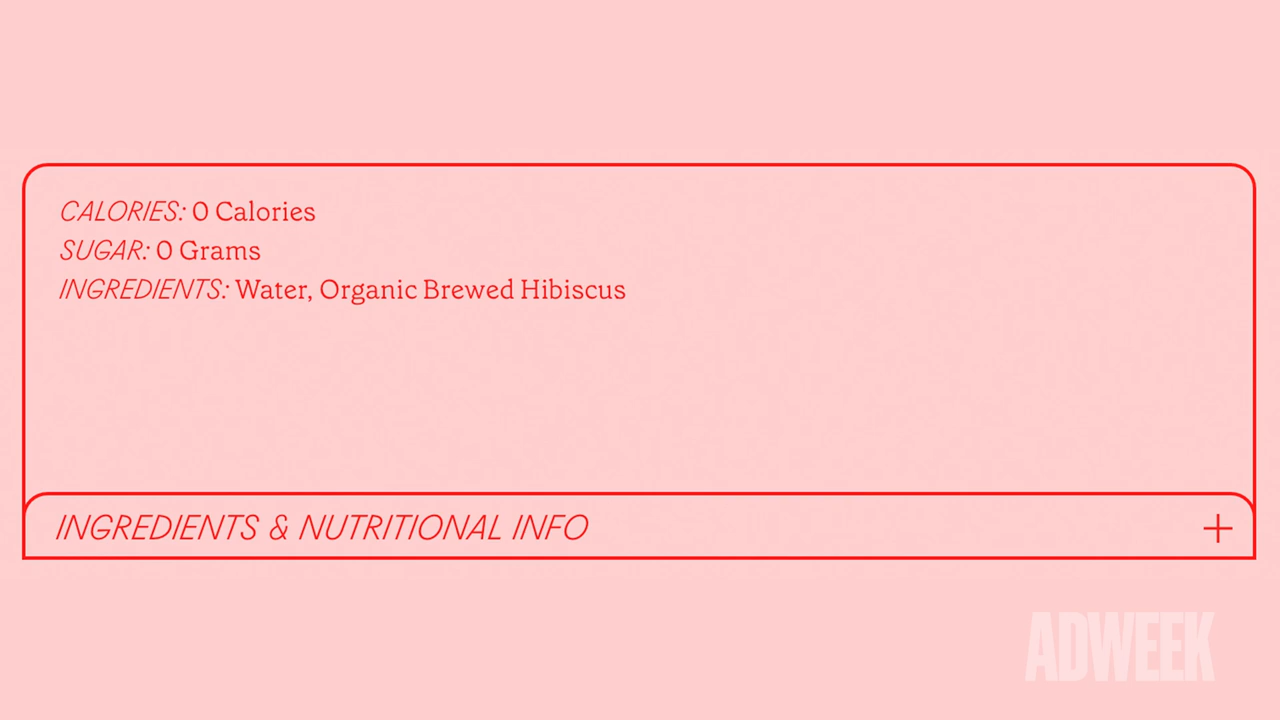 CALORIES: 0 Calories
SUGAR: 0 Grams
INGREDIENTS: Water, Organic Brewed Hibiscus
INGREDIENTS & NUTRITIONAL INFO
ADWEEK